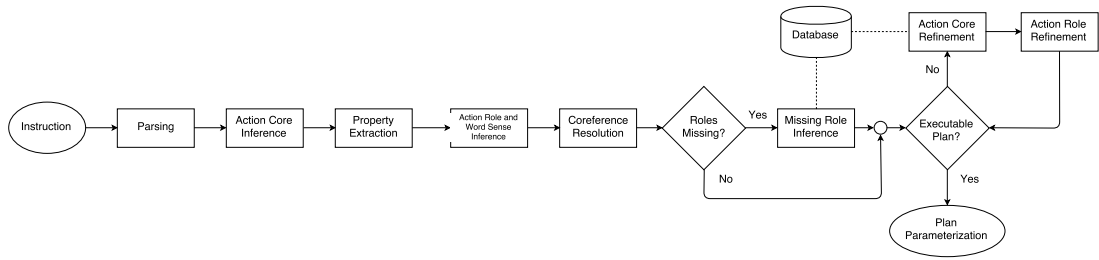 Instruction
Parsing
Action Core
Inference
Property
Extraction
Action Role and
Word Sense
Inference
Coreference
Resolution
Roles
Missing?
Yes
No
Missing Role
Inference
Database
Action Core
Refinement
Action Role
Refinement
No
Executable
Plan?
Yes
Plan
Parameterization